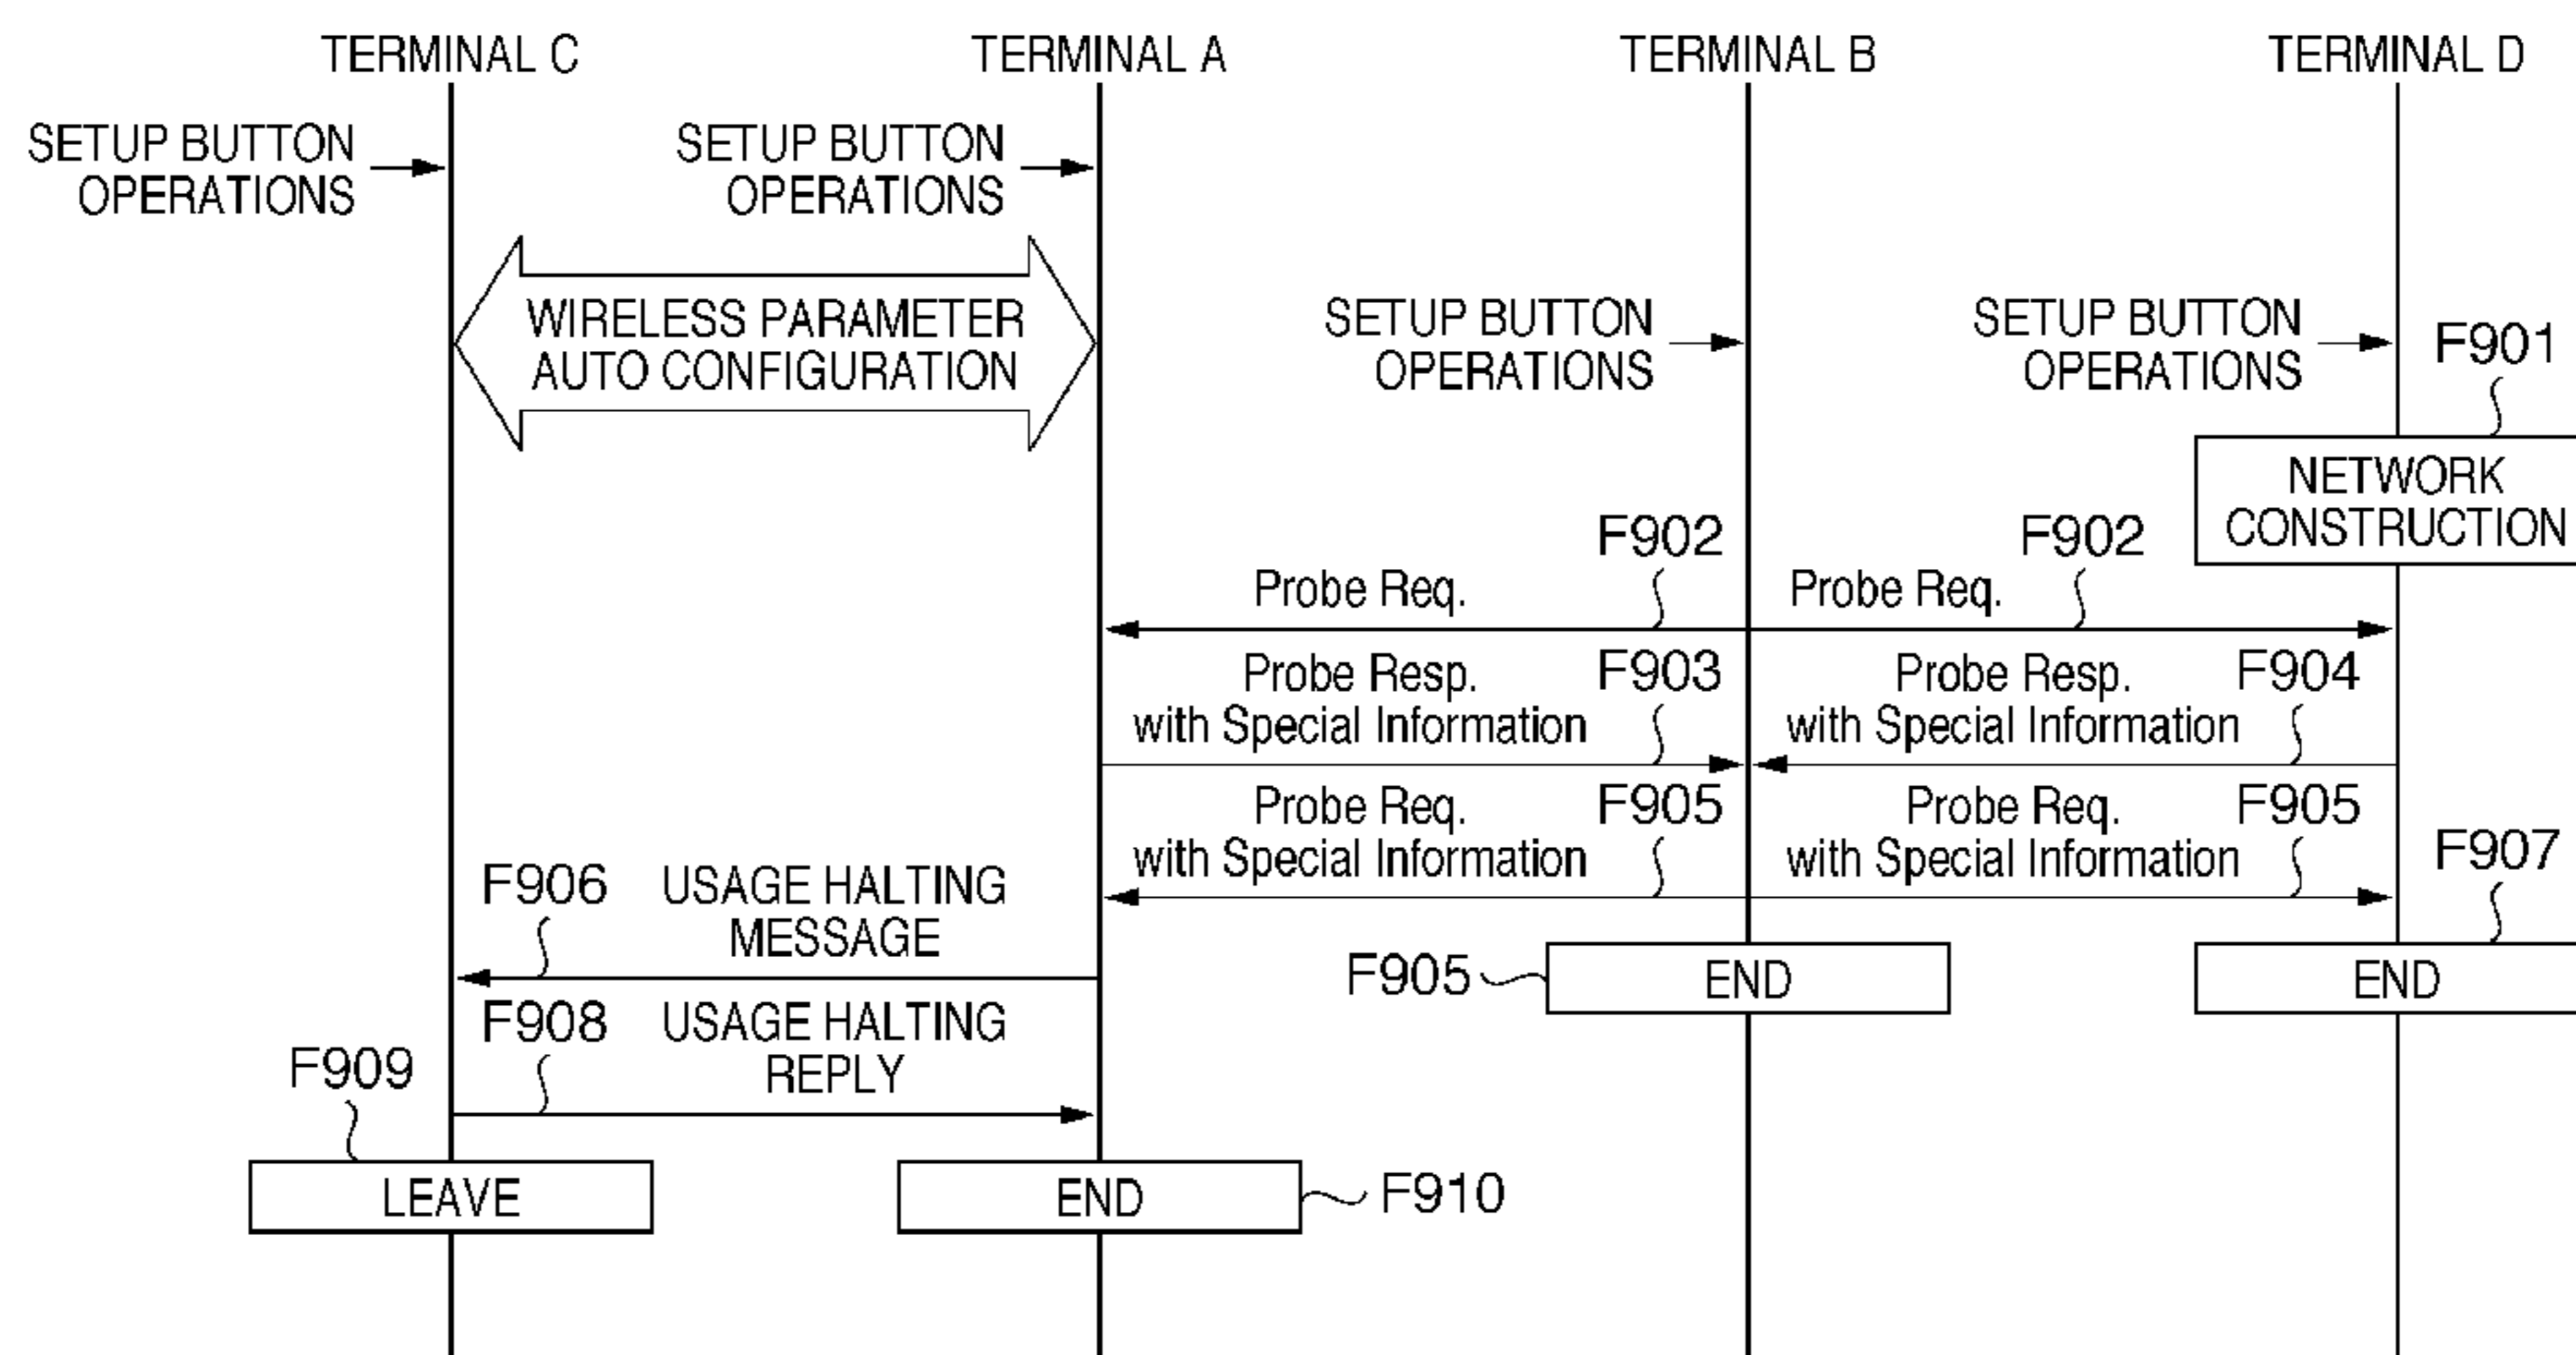 TERMINAL C
TERMINAL A
TERMINAL B
TERMINAL D
SETUP BUTTON
OPERATIONS
SETUP BUTTON
OPERATIONS
WIRELESS PARAMETER
AUTO CONFIGURATION
SETUP BUTTON
OPERATIONS
SETUP BUTTON
OPERATIONS
F901
NETWORK
CONSTRUCTION
F902
F902
Probe Req.
Probe Req.
Probe Resp.
with Special Information
F903
Probe Resp.
with Special Information
F904
Probe Req.
with Special Information
F905
Probe Req.
with Special Information
F905
F907
F906
USAGE HALTING
MESSAGE
F905
END
END
F908
USAGE HALTING
REPLY
F909
LEAVE
END
F910